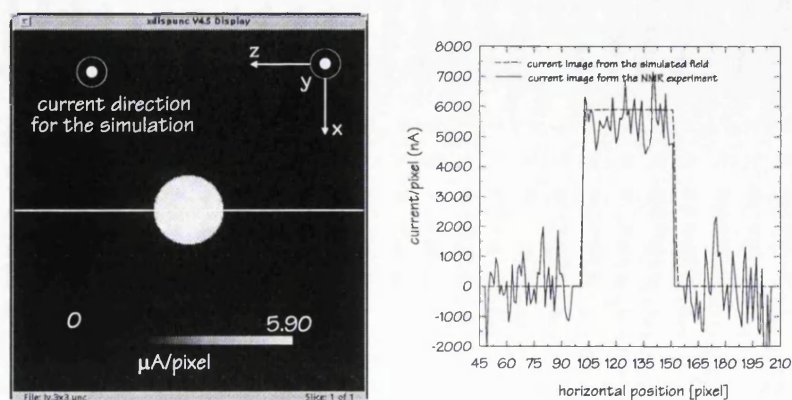 xdispunc V4.5 Display
z
y
x
current direction
for the simulation
0
5.90
μA/pixel
File: Iy.3x3.unc
Slice: 1 of 1
8000
7000
6000
5000
4000
3000
2000
1000
0
-1000
-2000
current/pixel (nA)
current image from the simulated field
current image form the NMR experiment
45 60 75 90 105 120 135 150 165 180 195 210
horizontal position [pixel]